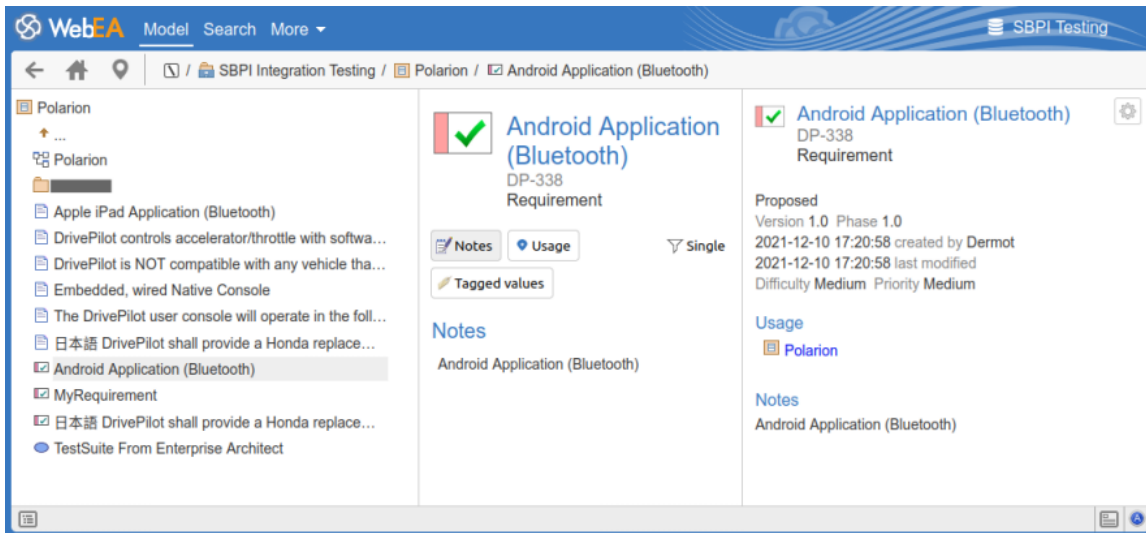 WebEA Model Search More SBPI Testing
/ SBPI Integration Testing / Polarion / Android Application (Bluetooth)
Polarion
...
Polarion
Apple iPad Application (Bluetooth)
DrivePilot controls accelerator/throttle with softwa...
DrivePilot is NOT compatible with any vehicle tha...
Embedded, wired Native Console
The DrivePilot user console will operate in the foll...
日本語 DrivePilot shall provide a Honda replace...
Android Application (Bluetooth)
MyRequirement
日本語 DrivePilot shall provide a Honda replace...
TestSuite From Enterprise Architect
Android Application
(Bluetooth)
DP-338
Requirement
Notes Usage Single
Tagged values
Notes
Android Application (Bluetooth)
Android Application (Bluetooth)
DP-338
Requirement
Proposed
Version 1.0 Phase 1.0
2021-12-10 17:20:58 created by Dermot
2021-12-10 17:20:58 last modified
Difficulty Medium Priority Medium
Usage
Polarion
Notes
Android Application (Bluetooth)